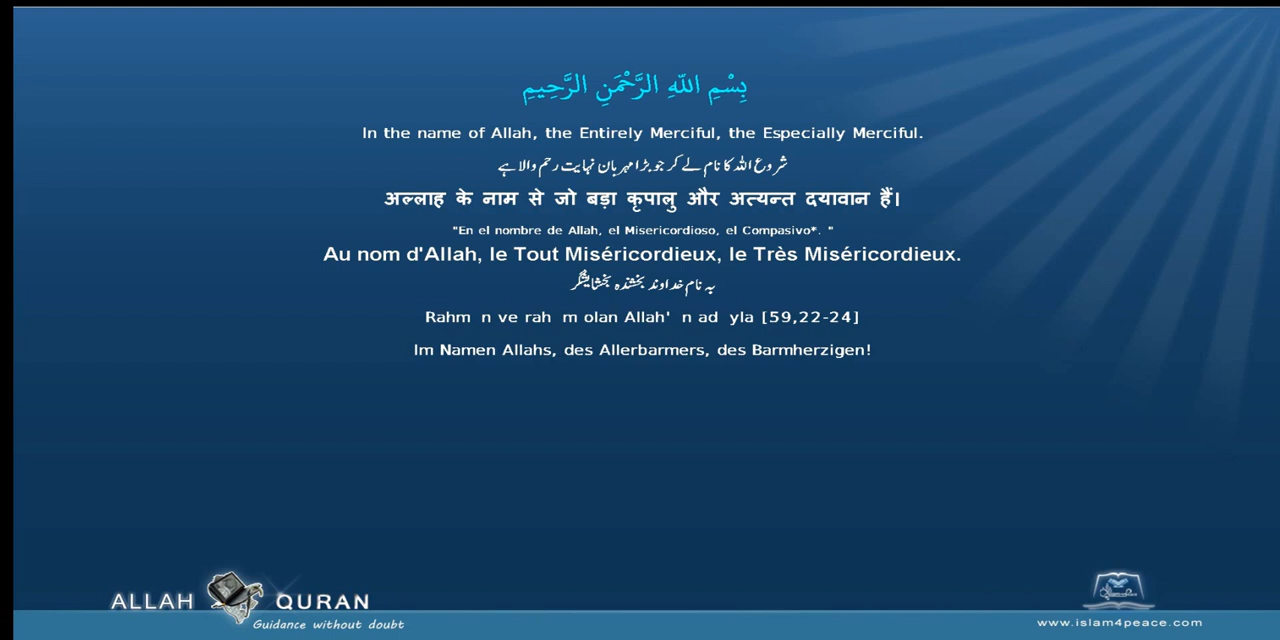 بِسْمِ اللّهِ الرَّحْمَنِ الرَّحِيمِ
In the name of Allah, the Entirely Merciful, the Especially Merciful.
شروع الله کا نام لے کر جو بڑا مہربان نہایت رحم والا ہے
अल्लाह के नाम से जो बड़ा कृपालु और अत्यन्त दयावान हैं।
"En el nombre de Allah, el Misericordioso, el Compasivo*. "
Au nom d'Allah, le Tout Miséricordieux, le Très Miséricordieux.
به نام خداوند بخشنده بخشایشگر
Rahm n ve rah m olan Allah' n ad yla [59,22-24]
Im Namen Allahs, des Allerbarmers, des Barmherzigen!
ALLAH QURAN
Guidance without doubt
www.islam4peace.com